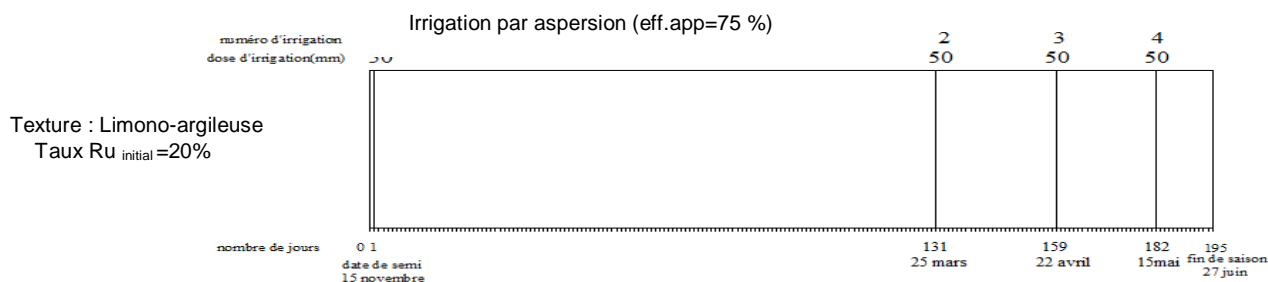 Irrigation par aspersion (eff.app=75 %)
numéro d'irrigation 2 3 4
dose d'irrigation(mm) 50 50 50
Texture : Limono-argileuse
Taux Ru initial =20%
nombre de jours 0 1 131 159 182 195
date de semi 25 mars 22 avril 15mai fin de saison
15 novembre 27 juin